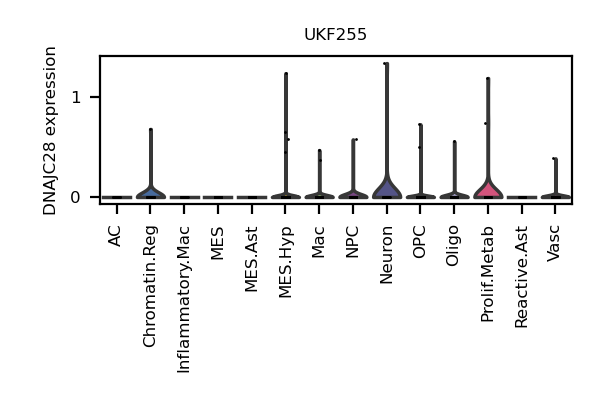 UKF255
DNAJC28 expression
1
0
AC
Chromatin.Reg
Inflammatory.Mac
MES
MES.Ast
MES.Hyp
Mac
NPC
Neuron
OPC
Oligo
Prolif.Metab
Reactive.Ast
Vasc